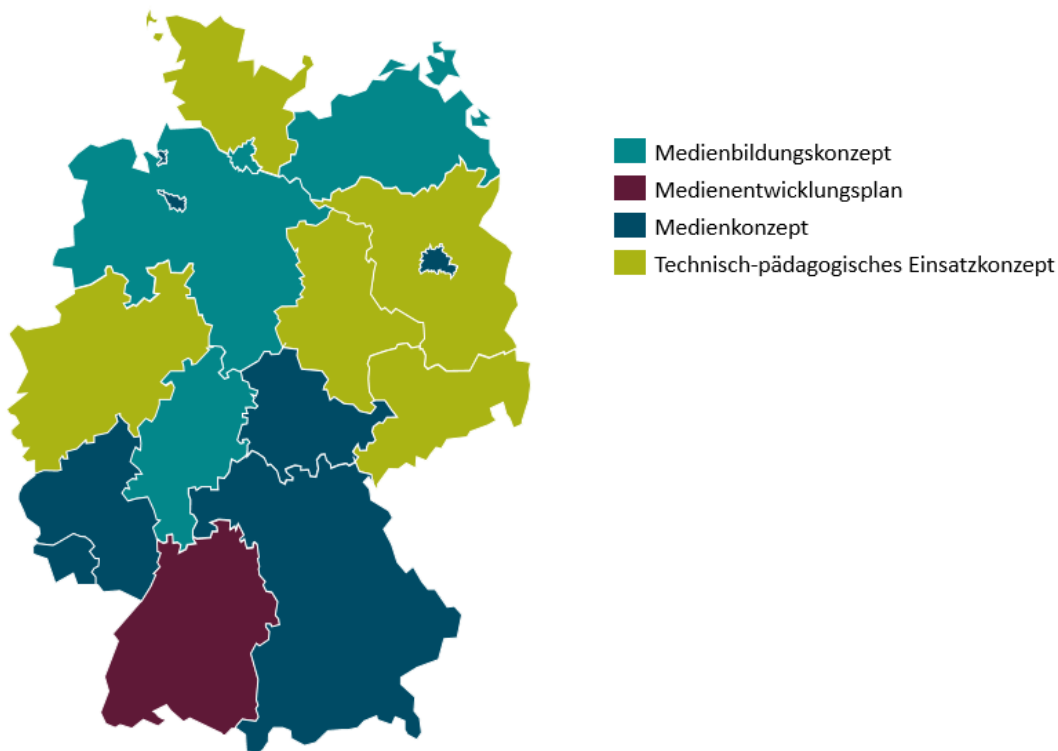 Medienbildungskonzept
Medienentwicklungsplan
Medienkonzept
Technisch-pädagogisches Einsatzkonzept